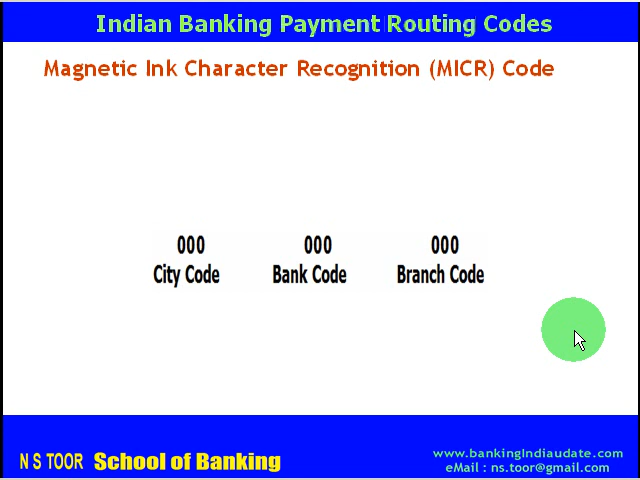 Indian Banking Payment Routing Codes
Magnetic Ink Character Recognition (MICR) Code
000 000 000
City Code Bank Code Branch Code
N S TOOR School of Banking
www.bankingIndiaudate.com
eMail : ns.toor@gmail.com